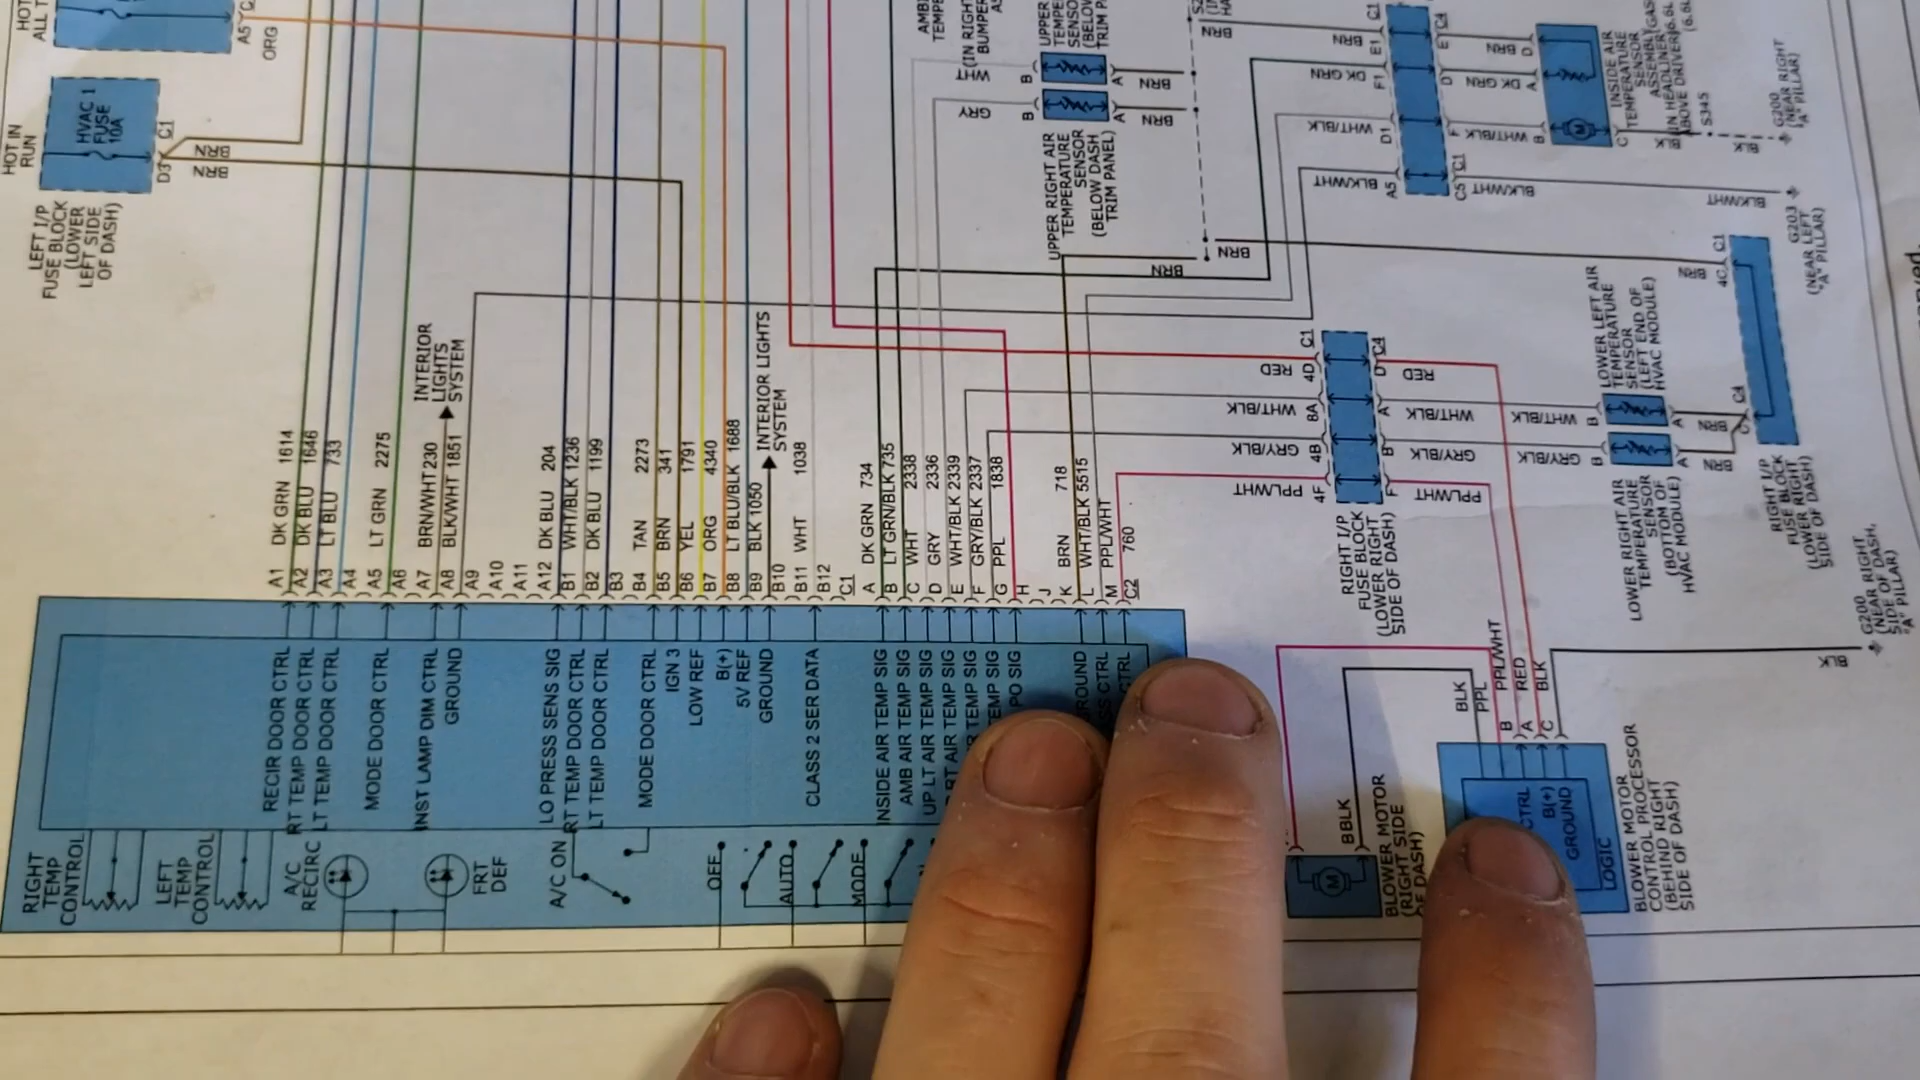 HOT IN
RUN
HVAC 1
FUSE
10A
LEFT I/P
FUSE BLOCK
(LOWER
LEFT SIDE
OF DASH)
D3
C1
BRN
BRN
A5
ORG
INTERIOR
LIGHTS
SYSTEM
INTERIOR LIGHTS
SYSTEM
A1 DK GRN 1614
A2 DK BLU 1646
A3 LT BLU 733
A4
A5 LT GRN 2275
A6
A7 BRN/WHT 230
A8 BLK/WHT 1851
A9
A10
A11
A12 DK BLU 204
B1 WHT/BLK 1236
B2 DK BLU 1199
B3
B4 TAN 2273
B5 BRN 341
B6 YEL 1791
B7 ORG 4340
B8 LT BLU/BLK 1688
B9 BLK 1050
B10
B11 WHT 1038
B12
C1
A DK GRN 734
B LT GRN/BLK 735
C WHT 2338
D GRY 2336
E WHT/BLK 2339
F GRY/BLK 2337
G PPL 1838
H
J
K BRN 718
L WHT/BLK 5515
M PPL/WHT 760
C2
RECIR DOOR CTRL
RT TEMP DOOR CTRL
LT TEMP DOOR CTRL
MODE DOOR CTRL
INST LAMP DIM CTRL
GROUND
LO PRESS SENS SIG
RT TEMP DOOR CTRL
LT TEMP DOOR CTRL
MODE DOOR CTRL
IGN 3
LOW REF
B(+)
5V REF
GROUND
CLASS 2 SER DATA
INSIDE AIR TEMP SIG
AMB AIR TEMP SIG
UP LT AIR TEMP SIG
RT AIR TEMP SIG
AIR TEMP SIG
TEMP SIG
PO SIG
GROUND
CTRL
CTRL
RIGHT
TEMP
CONTROL
LEFT
TEMP
CONTROL
A/C
RECIRC
FRT
DEF
A/C ON
OFF
AUTO
MODE
WHT
B
A
BRN
GRY
B
A
BRN
UPPER RIGHT AIR
TEMPERATURE
SENSOR
(BELOW DASH
TRIM PANEL)
BRN
BRN
BRN
BRN
E1
C1
DK GRN
F1
WHT/BLK
D1
BLK/WHT
A5
C4
E
BRN
D
D
DK GRN
A
F
WHT/BLK
B
C1
C5
BLK/WHT
INSIDE AIR
TEMPERATURE
SENSOR
C
BLK
S345
BLK
G200
(NEAR RIGHT
"A" PILLAR)
BLK/WHT
G203
(NEAR LEFT
"A" PILLAR)
BRN
4C
C1
RED
4D
C1
WHT/BLK
8A
GRY/BLK
4B
PPL/WHT
4F
C4
D
RED
A
WHT/BLK
WHT/BLK
B
B
GRY/BLK
GRY/BLK
B
F
PPL/WHT
A
BRN
A
BRN
C4
RIGHT I/P
FUSE BLOCK
(LOWER RIGHT
SIDE OF DASH)
LOWER LEFT AIR
TEMPERATURE
SENSOR
(LEFT END OF
HVAC MODULE)
LOWER RIGHT AIR
TEMPERATURE
SENSOR
(BOTTOM OF
HVAC MODULE)
RIGHT I/P
FUSE BLOCK
(LOWER RIGHT
SIDE OF DASH)
G200
(NEAR RIGHT
SIDE OF DASH,
"A" PILLAR)
BLK
BLK
PPL
PPL/WHT
RED
BLK
B
A
C
CTRL
B(+)
GROUND
LOGIC
BLOWER MOTOR
CONTROL PROCESSOR
(BEHIND RIGHT
SIDE OF DASH)
BBLK
M
BLOWER MOTOR
(RIGHT SIDE
OF DASH)